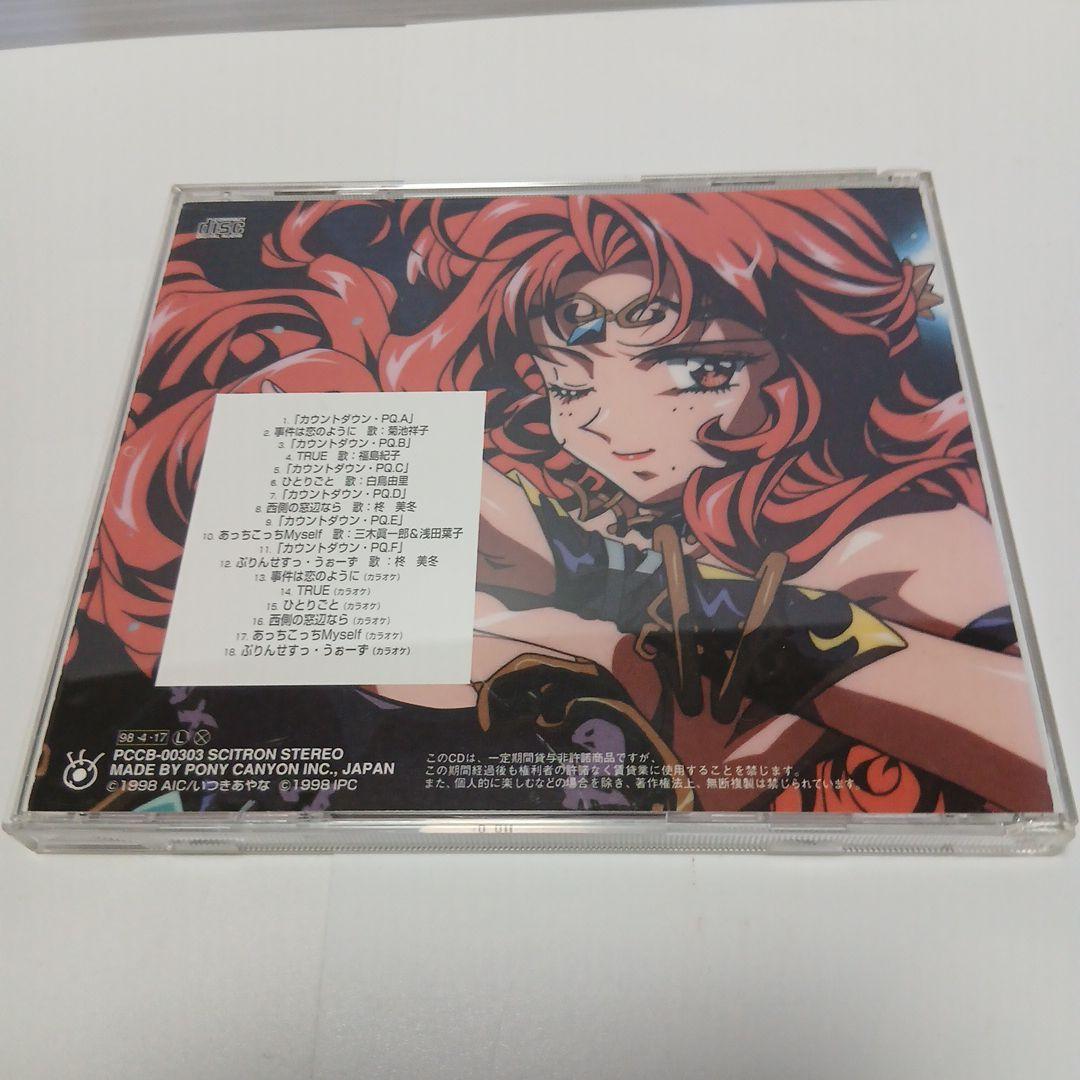 disc
1. 「カウントダウン・PQ.A」
2. 事件は恋のように 歌：菊池祥子
3. 「カウントダウン・PQ.B」
4. TRUE 歌：福島紀子
5. 「カウントダウン・PQ.C」
6. ひとりごと 歌：白鳥由里
7. 「カウントダウン・PQ.D」
8. 西側の窓辺なら 歌：柊 美冬
9. 「カウントダウン・PQ.E」
10. あっちこっちMyself 歌：三木眞一郎＆浅田葉子
11. 「カウントダウン・PQ.F」
12. ぷりんせすっ・うぉーず 歌：柊 美冬
13. 事件は恋のように（カラオケ）
14. TRUE（カラオケ）
15. ひとりごと（カラオケ）
16. 西側の窓辺なら（カラオケ）
17. あっちこっちMyself（カラオケ）
18. ぷりんせすっ・うぉーず（カラオケ）
98・4・17 L X
PCCB-00303 SCITRON STEREO
MADE BY PONY CANYON INC., JAPAN
©1998 AIC/いつきあやな ©1998 IPC
このCDは、一定期間貸与非許諾商品ですが、
この期間経過後も権利者の許諾なく賃貸業に使用することを禁じます。
また、個人的に楽しむなどの場合を除き、著作権法上、無断複製は禁じられています。